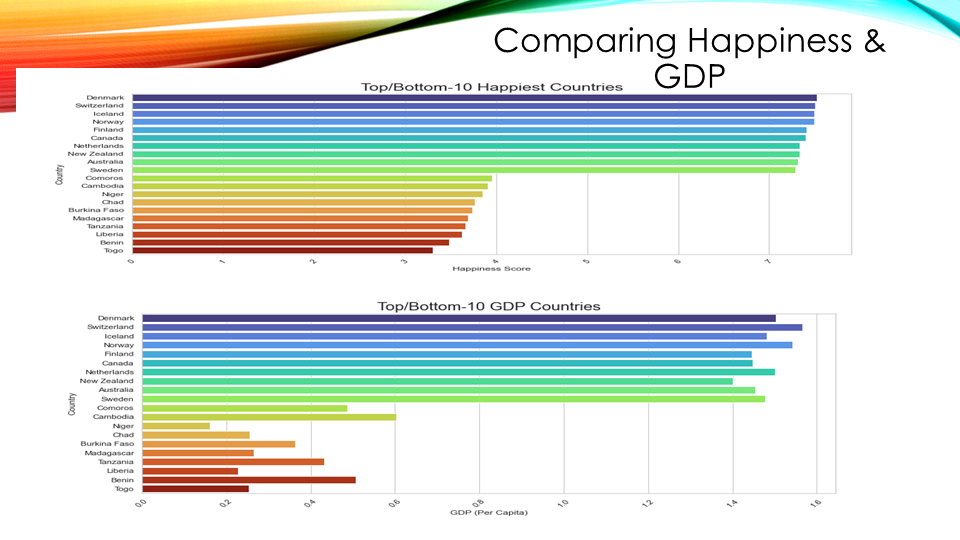 Comparing Happiness &
GDP
Top/Bottom-10 Happiest Countries
Denmark
Switzerland
Iceland
Norway
Finland
Canada
Netherlands
New Zealand
Australia
Sweden
Comoros
Cambodia
Niger
Chad
Burkina Faso
Madagascar
Tanzania
Liberia
Benin
Togo
Country
0 1 2 3 4 5 6 7
Happiness Score
Top/Bottom-10 GDP Countries
Denmark
Switzerland
Iceland
Norway
Finland
Canada
Netherlands
New Zealand
Australia
Sweden
Comoros
Cambodia
Niger
Chad
Burkina Faso
Madagascar
Tanzania
Liberia
Benin
Togo
Country
0.0 0.2 0.4 0.6 0.8 1.0 1.2 1.4 1.6
GDP (Per Capita)